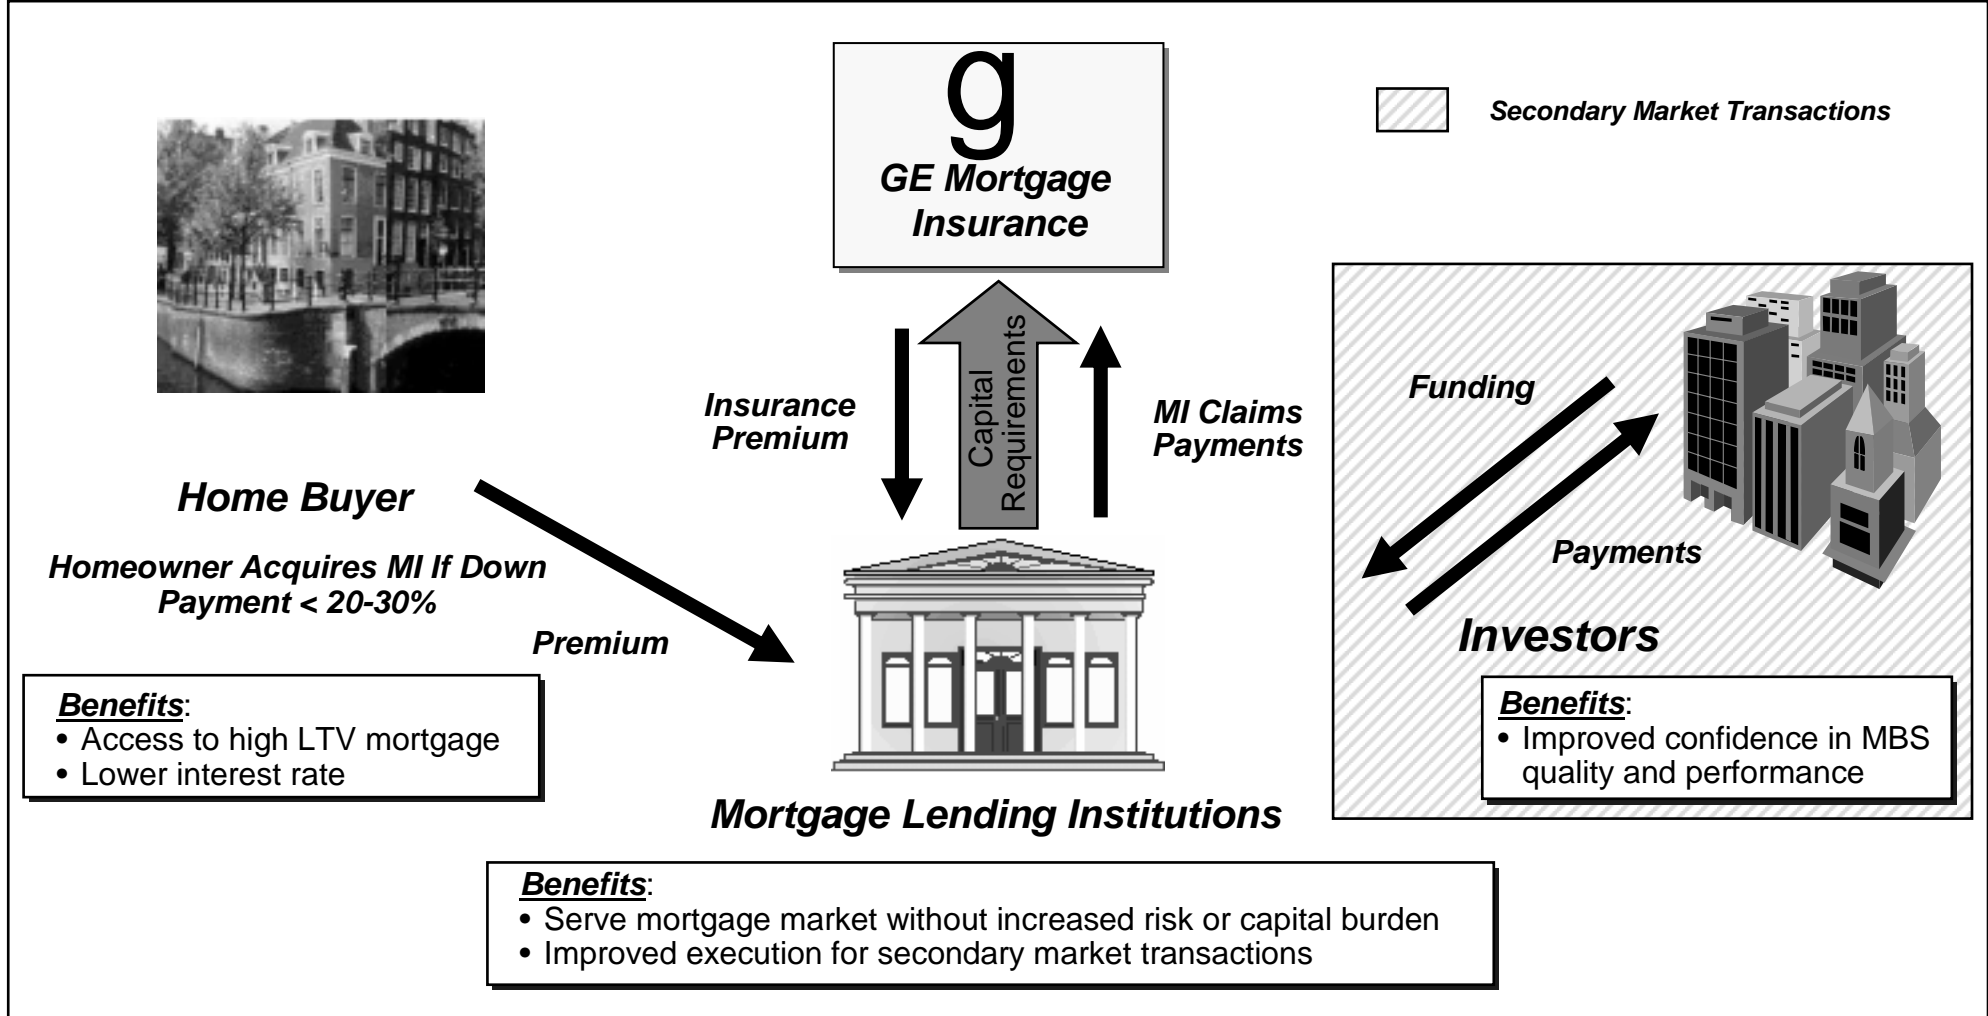 g
GE Mortgage
Insurance
Secondary Market Transactions
Insurance
Premium
Capital
Requirements
MI Claims
Payments
Funding
Payments
Investors
Benefits:
• Improved confidence in MBS
quality and performance
Home Buyer
Homeowner Acquires MI If Down
Payment < 20-30%
Premium
Benefits:
• Access to high LTV mortgage
• Lower interest rate
Mortgage Lending Institutions
Benefits:
• Serve mortgage market without increased risk or capital burden
• Improved execution for secondary market transactions